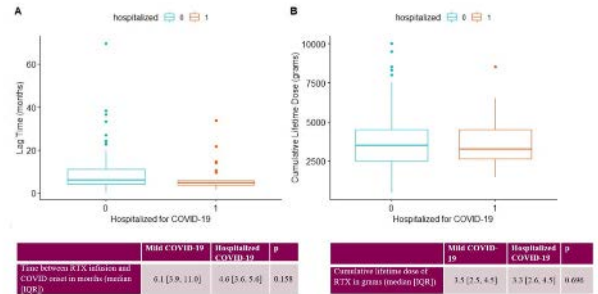 A
hospitalized 0 1
60
40
20
0
Lag Time (months)
0 1
Hospitalized for COVID-19
B
hospitalized 0 1
10000
7500
5000
2500
Cumulative Lifetime Dose (grams)
0 1
Hospitalized for COVID-19
Mild COVID-19 Hospitalized COVID-19 p
Time between RTX infusion and
COVID onset in months (median
[IQR])
6.1 [3.9, 11.0] 4.6 [3.6, 5.6] 0.158
Mild COVID-
19
Hospitalized
COVID-19
p
Cumulative lifetime dose of
RTX in grams (median [IQR])
3.5 [2.5, 4.5] 3.3 [2.6, 4.5] 0.696